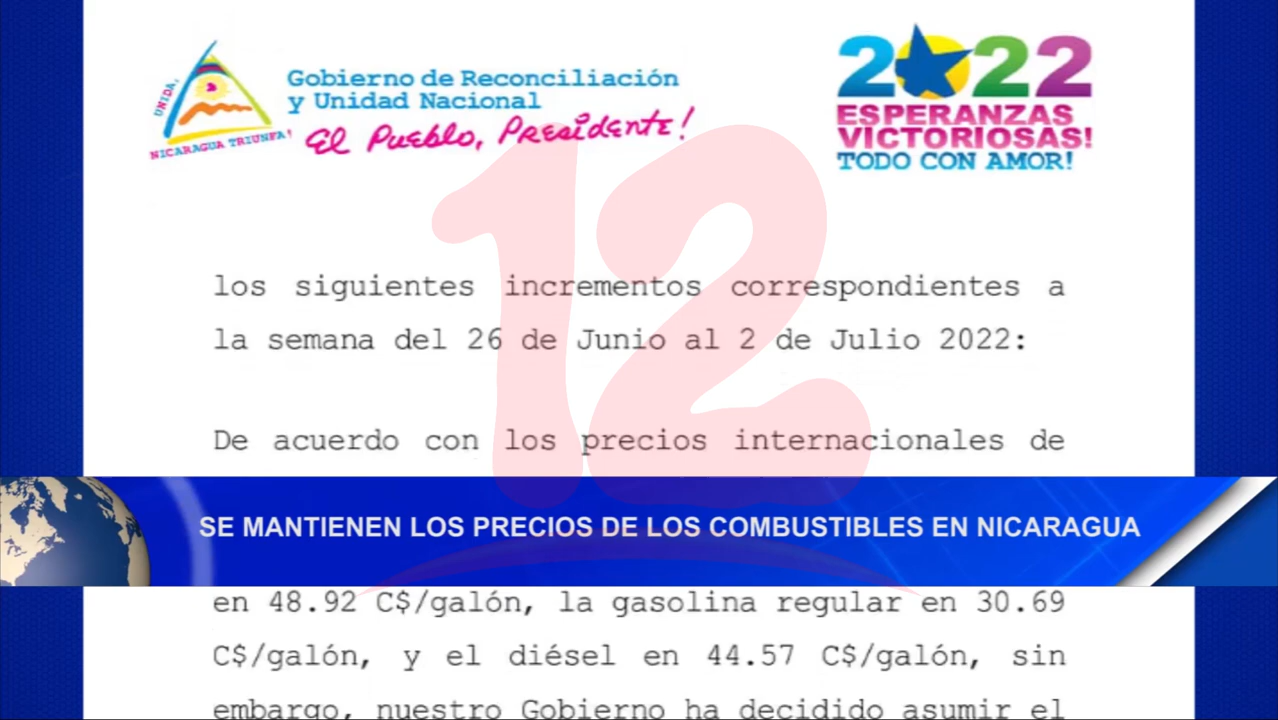 UNIDA,
NICARAGUA TRIUNFA!
Gobierno de Reconciliación
y Unidad Nacional
El Pueblo, Presidente!
2022
ESPERANZAS
VICTORIOSAS!
TODO CON AMOR!
12
los siguientes incrementos correspondientes a
la semana del 26 de Junio al 2 de Julio 2022:
De acuerdo con los precios internacionales de
SE MANTIENEN LOS PRECIOS DE LOS COMBUSTIBLES EN NICARAGUA
en 48.92 C$/galón, la gasolina regular en 30.69
C$/galón, y el diésel en 44.57 C$/galón, sin
embargo, nuestro Gobierno ha decidido asumir el